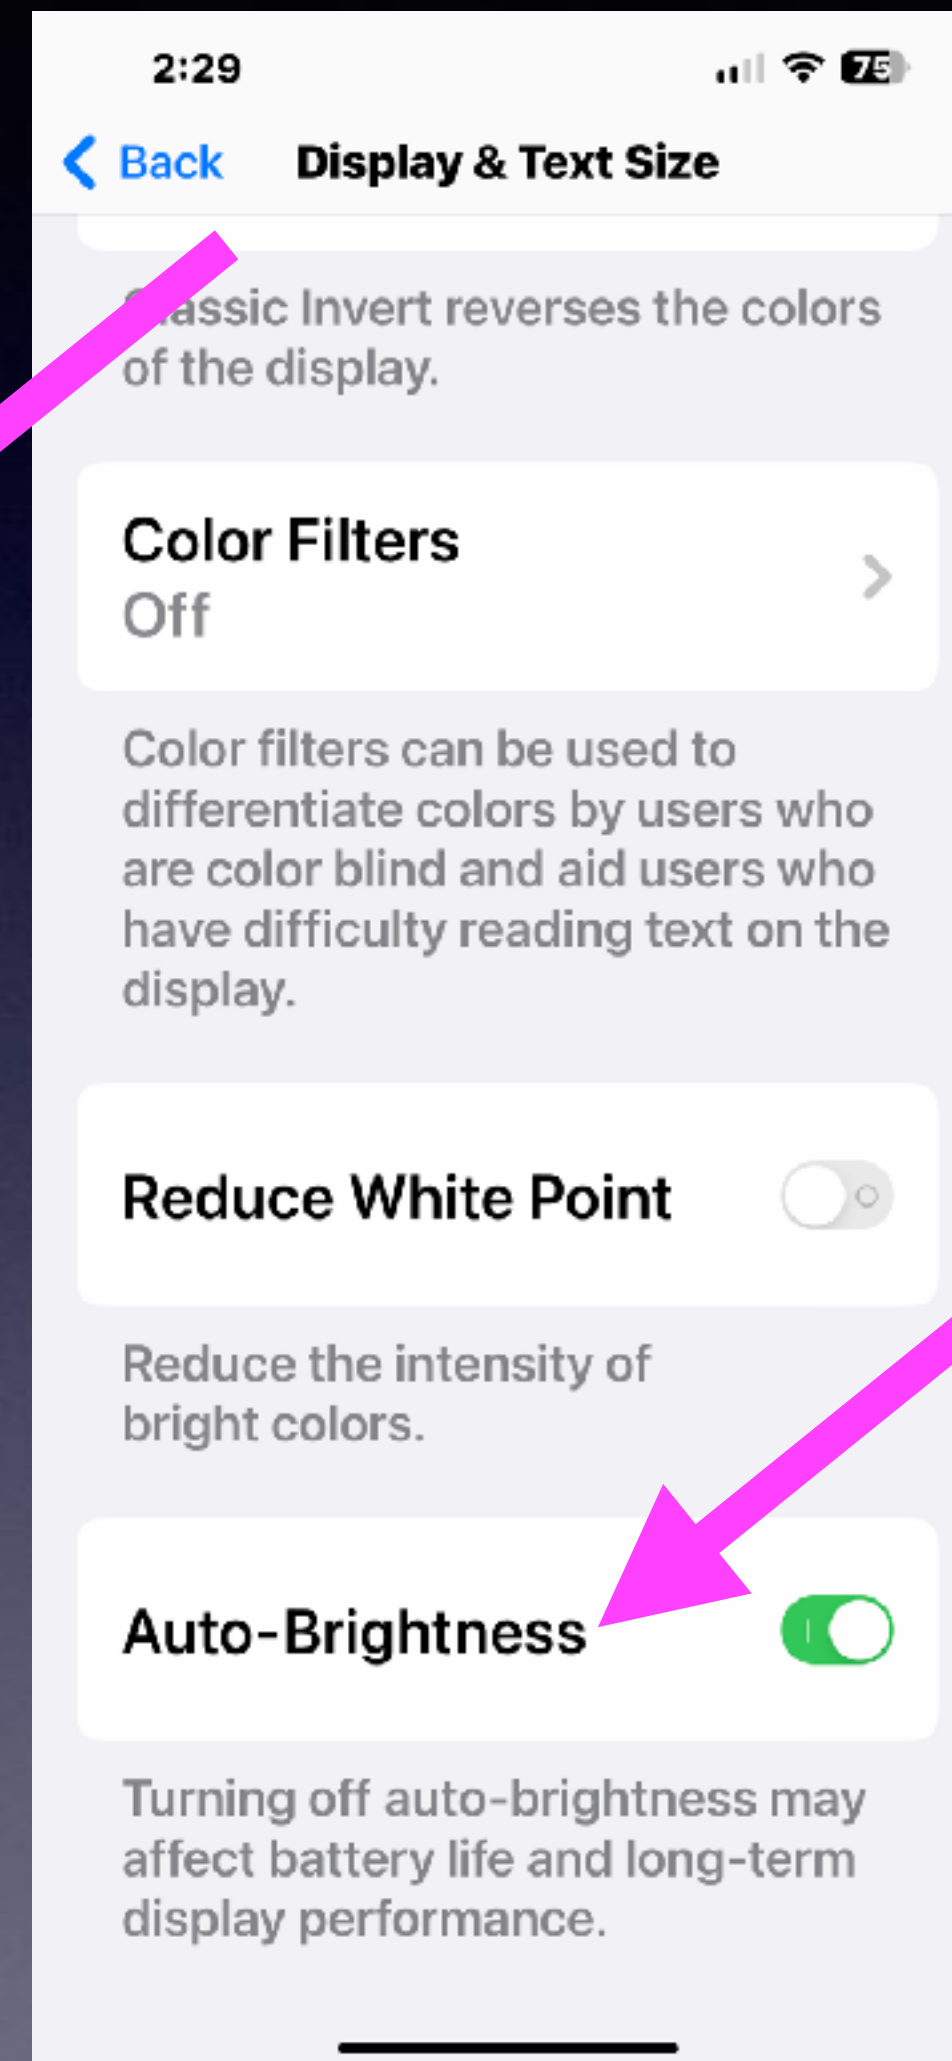 2:29
75
Back
Display & Text Size
Classic Invert reverses the colors
of the display.
Color Filters
Off
Color filters can be used to
differentiate colors by users who
are color blind and aid users who
have difficulty reading text on the
display.
Reduce White Point
Reduce the intensity of
bright colors.
Auto-Brightness
Turning off auto-brightness may
affect battery life and long-term
display performance.